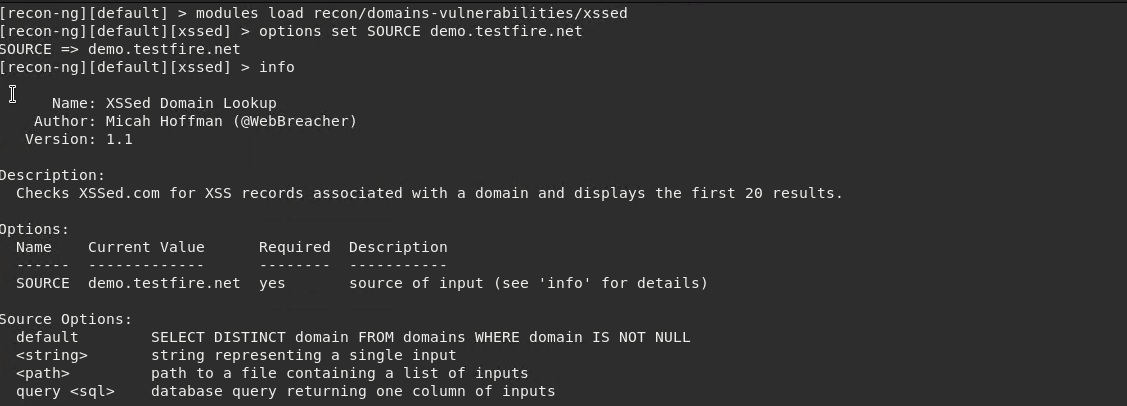 [recon-ng][default] > modules load recon/domains-vulnerabilities/xssed
[recon-ng][default][xssed] > options set SOURCE demo.testfire.net
SOURCE => demo.testfire.net
[recon-ng][default][xssed] > info
Name: XSSed Domain Lookup
Author: Micah Hoffman (@WebBreacher)
Version: 1.1
Description:
Checks XSSed.com for XSS records associated with a domain and displays the first 20 results.
Options:
Name    Current Value      Required  Description
------  -------------      --------  -----------
SOURCE  demo.testfire.net  yes       source of input (see 'info' for details)
Source Options:
default        SELECT DISTINCT domain FROM domains WHERE domain IS NOT NULL
<string>       string representing a single input
<path>         path to a file containing a list of inputs
query <sql>    database query returning one column of inputs